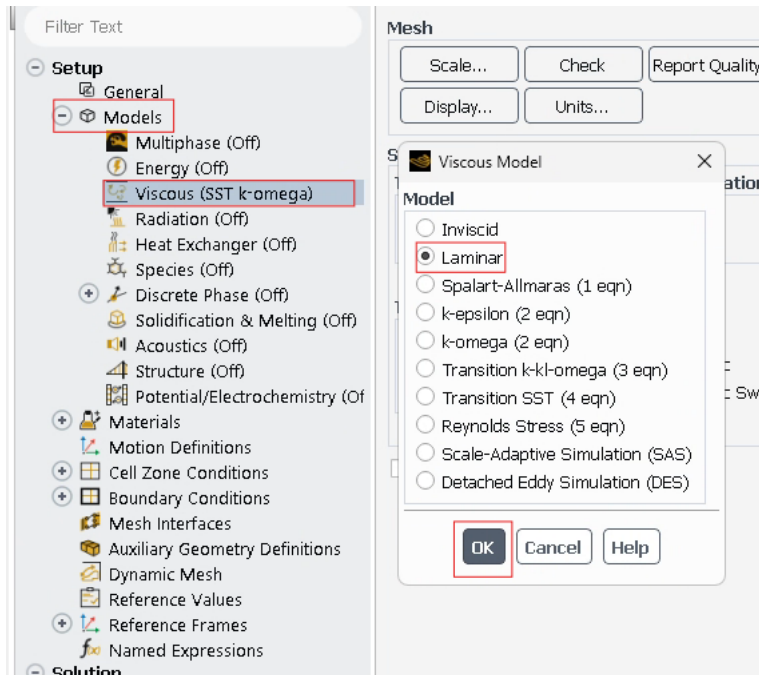 Filter Text
Setup
General
Models
Multiphase (Off)
Energy (Off)
Viscous (SST k-omega)
Radiation (Off)
Heat Exchanger (Off)
Species (Off)
Discrete Phase (Off)
Solidification & Melting (Off)
Acoustics (Off)
Structure (Off)
Potential/Electrochemistry (Of
Materials
Motion Definitions
Cell Zone Conditions
Boundary Conditions
Mesh Interfaces
Auxiliary Geometry Definitions
Dynamic Mesh
Reference Values
Reference Frames
Named Expressions
Solution
Mesh
Scale... Check Report Quality
Display... Units...
Viscous Model
Model
Inviscid
Laminar
Spalart-Allmaras (1 eqn)
k-epsilon (2 eqn)
k-omega (2 eqn)
Transition k-kl-omega (3 eqn)
Transition SST (4 eqn)
Reynolds Stress (5 eqn)
Scale-Adaptive Simulation (SAS)
Detached Eddy Simulation (DES)
OK Cancel Help